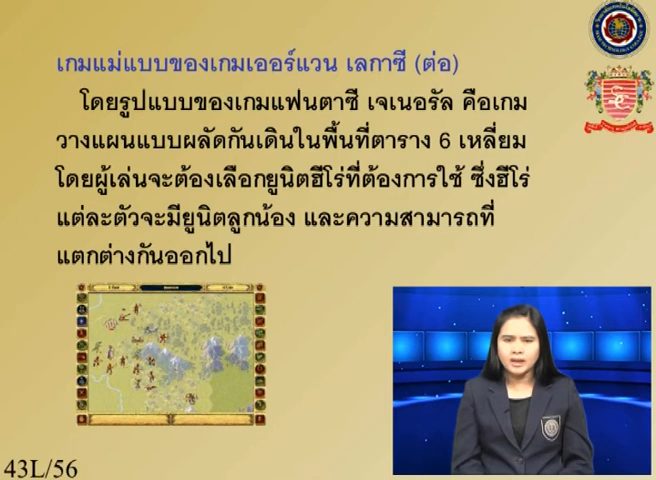 เกมแม่แบบของเกมเออร์แวน เลกาซี (ต่อ)
โดยรูปแบบของเกมแฟนตาซี เจเนอรัล คือเกม
วางแผนแบบผลัดกันเดินในพื้นที่ตาราง 6 เหลี่ยม
โดยผู้เล่นจะต้องเลือกยูนิตฮีโร่ที่ต้องการใช้ ซึ่งฮีโร่
แต่ละตัวจะมียูนิตลูกน้อง และความสามารถที่
แตกต่างกันออกไป
43L/56